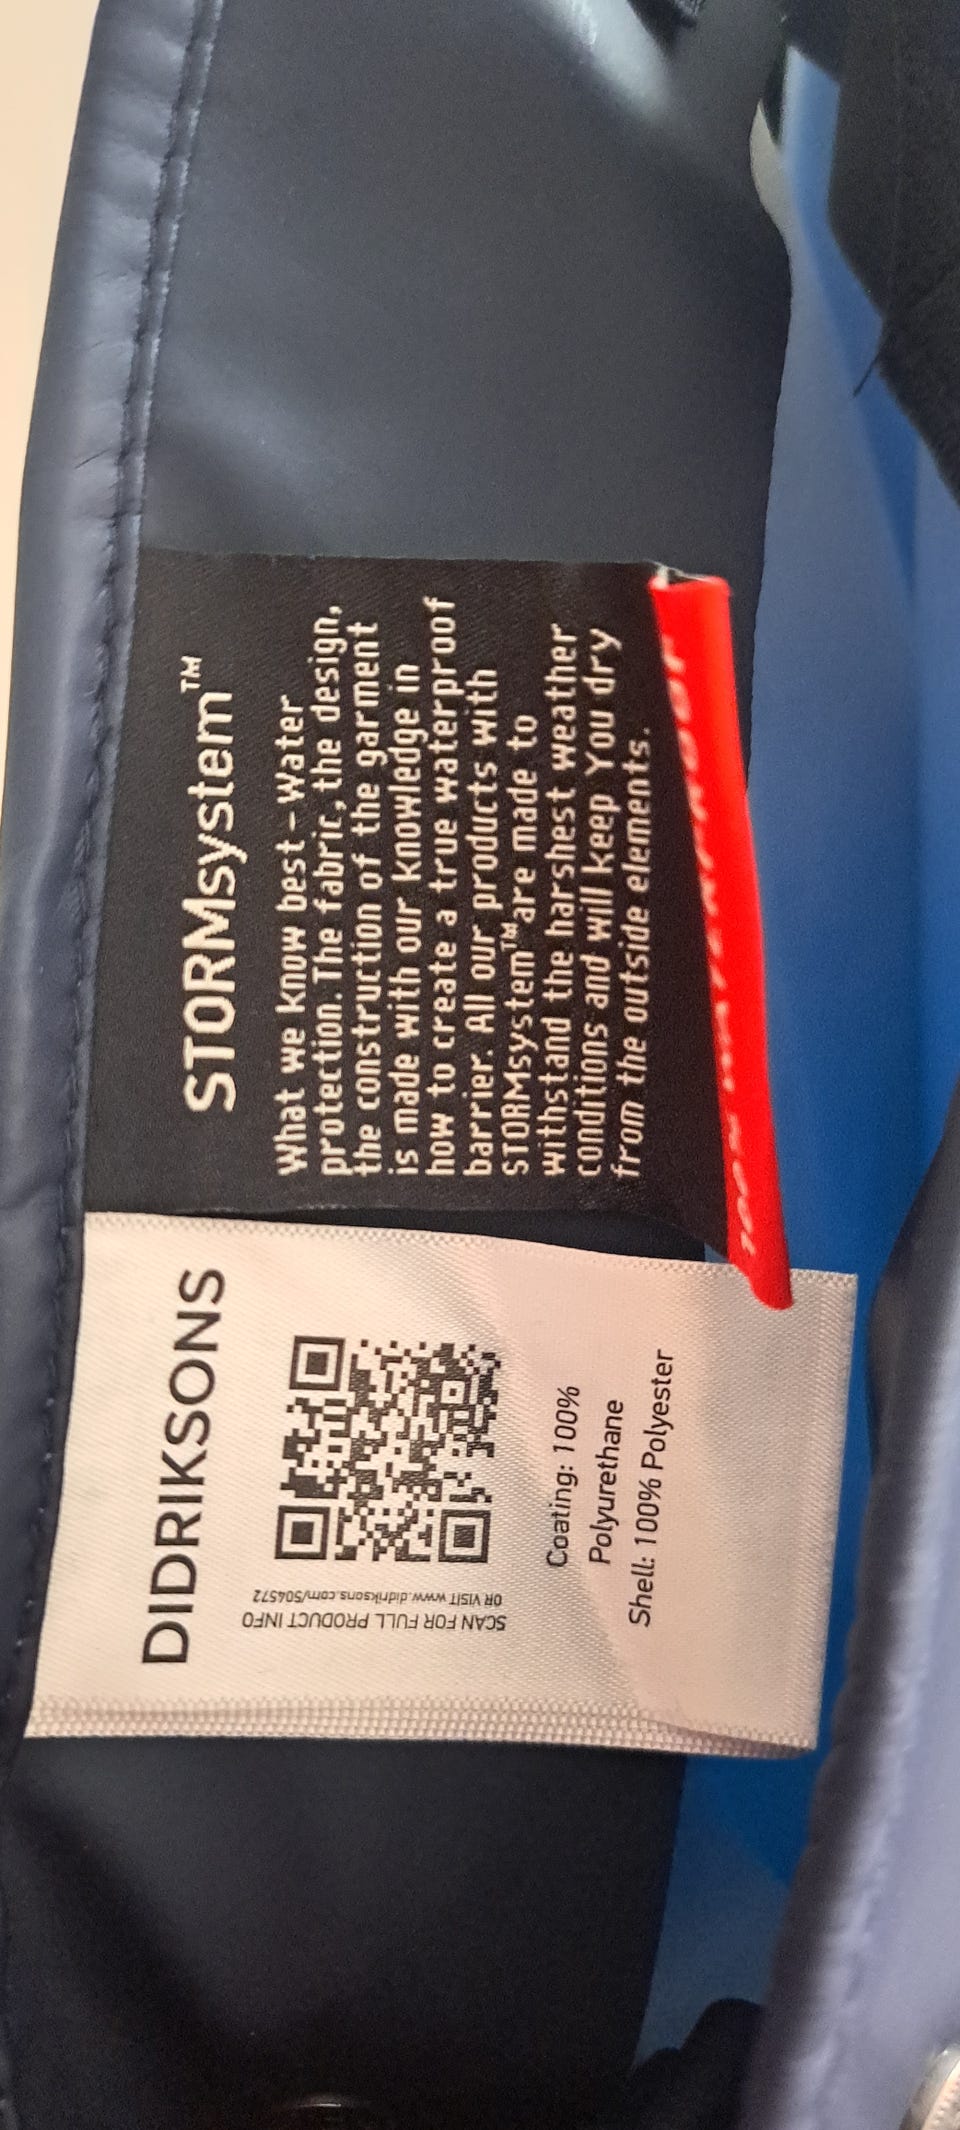 STORMsystem™
What we know best - Water
protection. The fabric, the design,
the construction of the garment
is made with our knowledge in
how to create a true waterproof
barrier. All our products with
STORMsystem™ are made to
withstand the harshest weather
conditions and will keep You dry
from the outside elements.
100% WATERPROOF
DIDRIKSONS
SCAN FOR FULL PRODUCT INFO
OR VISIT www.didriksons.com/504572
Coating: 100%
Polyurethane
Shell: 100% Polyester